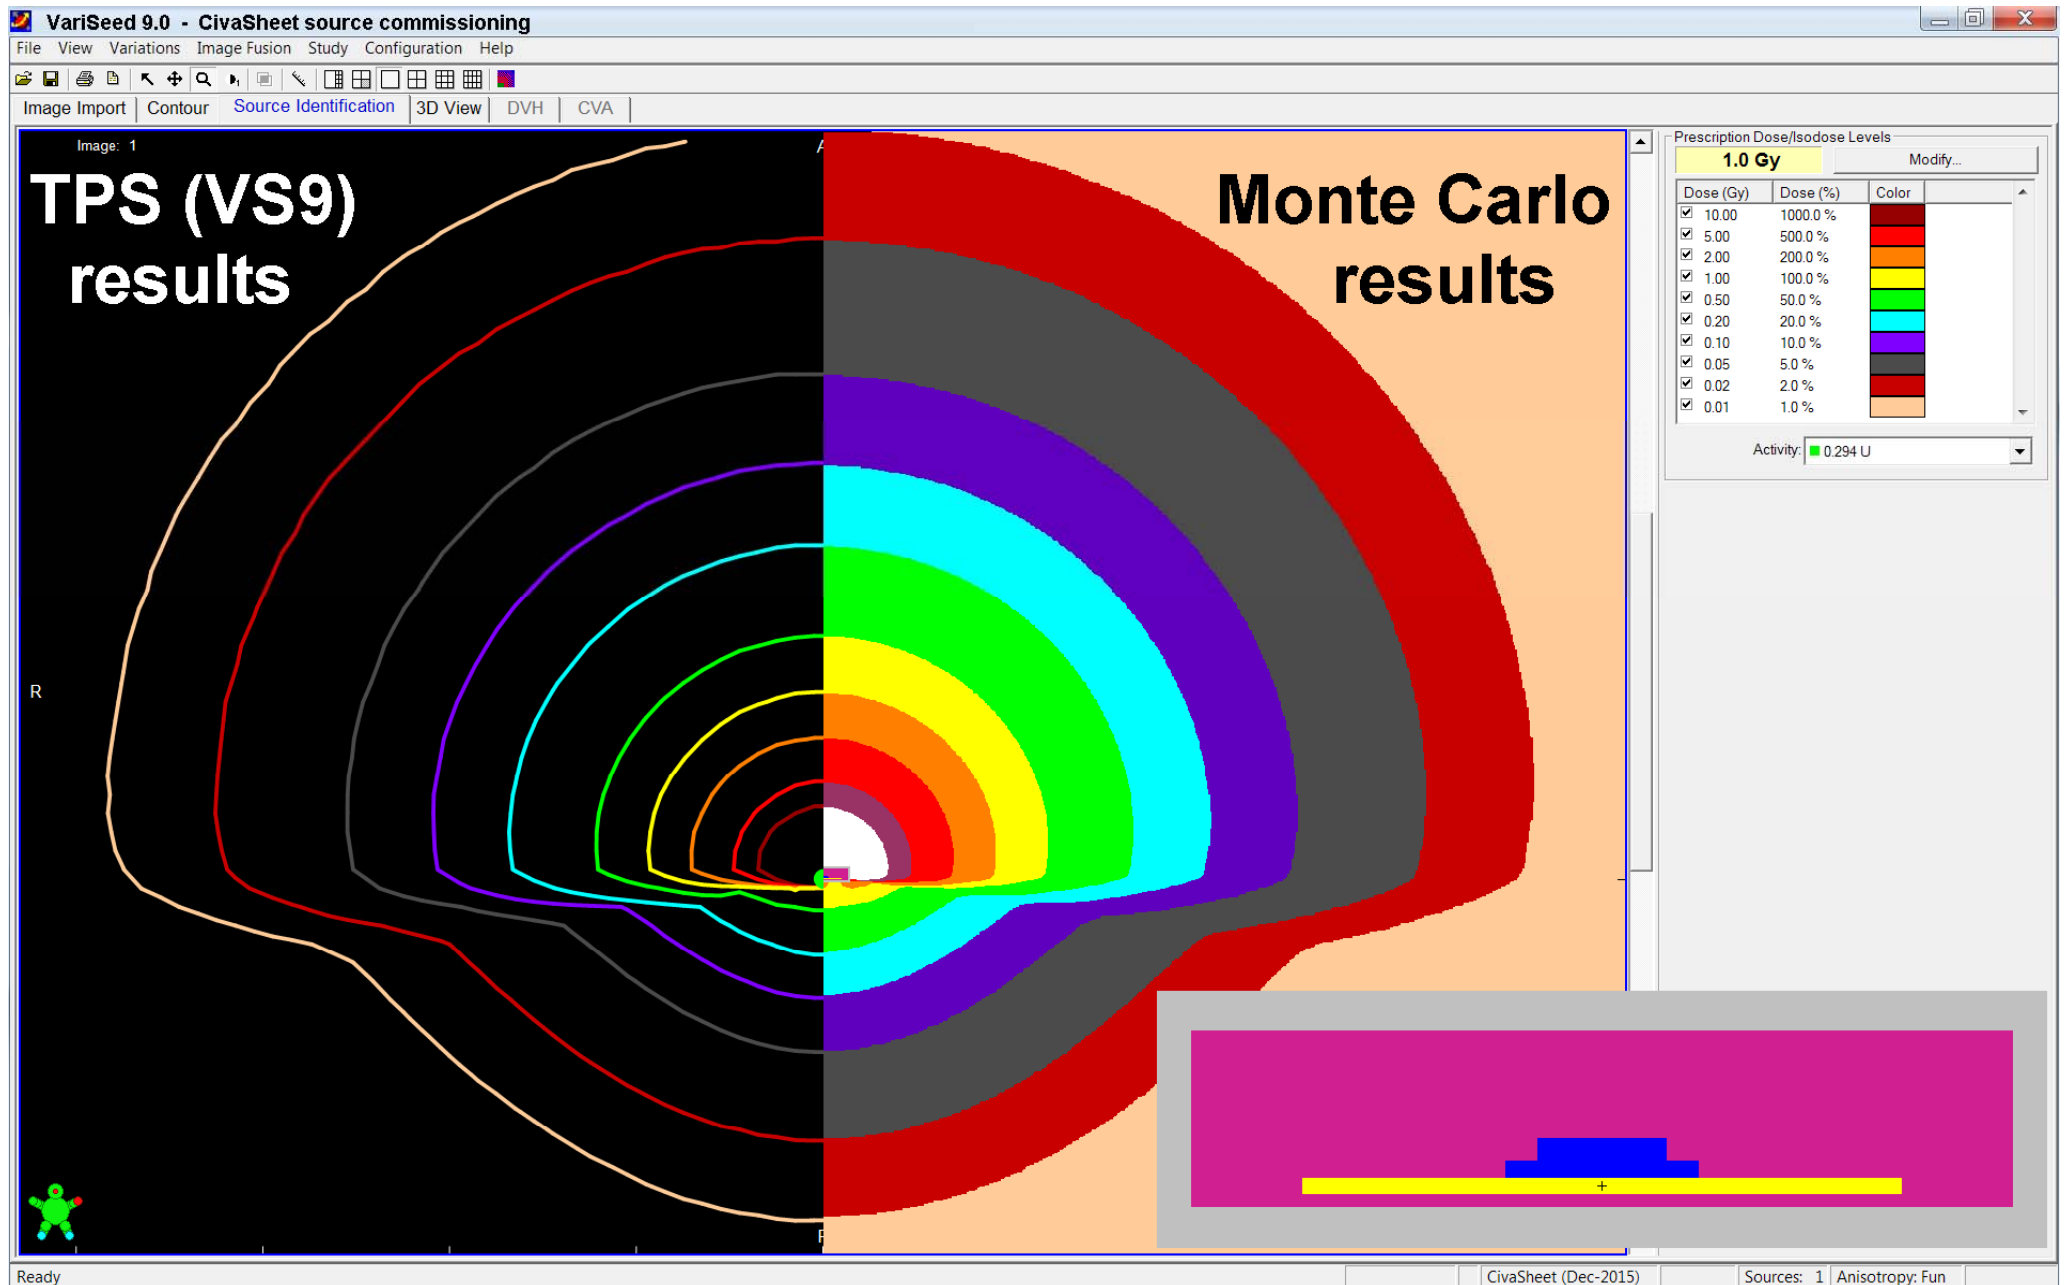 VariSeed 9.0 - CivaSheet source commissioning
File View Variations Image Fusion Study Configuration Help
Image Import Contour Source Identification 3D View DVH CVA
Image: 1
TPS (VS9)
results
Monte Carlo
results
R
Prescription Dose/Isodose Levels
1.0 Gy Modify...
Dose (Gy) Dose (%) Color
10.00 1000.0 %
5.00 500.0 %
2.00 200.0 %
1.00 100.0 %
0.50 50.0 %
0.20 20.0 %
0.10 10.0 %
0.05 5.0 %
0.02 2.0 %
0.01 1.0 %
Activity: 0.294 U
Ready CivaSheet (Dec-2015) Sources: 1 Anisotropy: Fun